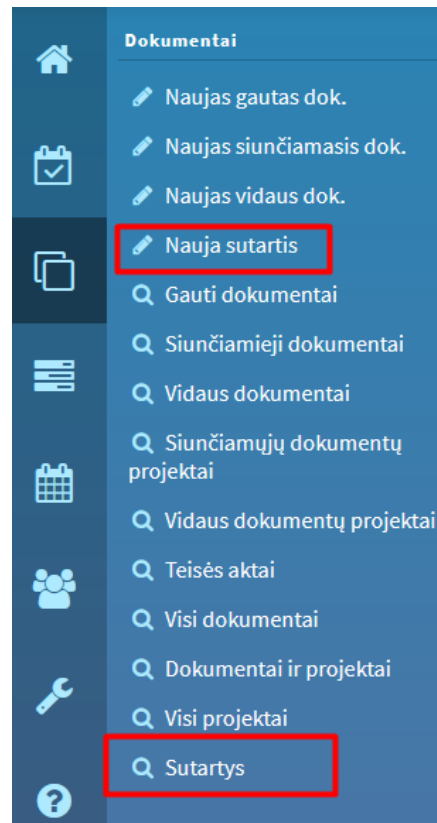 Dokumentai
Naujas gautas dok.
Naujas siunčiamasis dok.
Naujas vidaus dok.
Nauja sutartis
Gauti dokumentai
Siunčiamieji dokumentai
Vidaus dokumentai
Siunčiamųjų dokumentų
projektai
Vidaus dokumentų projektai
Teisės aktai
Visi dokumentai
Dokumentai ir projektai
Visi projektai
Sutartys